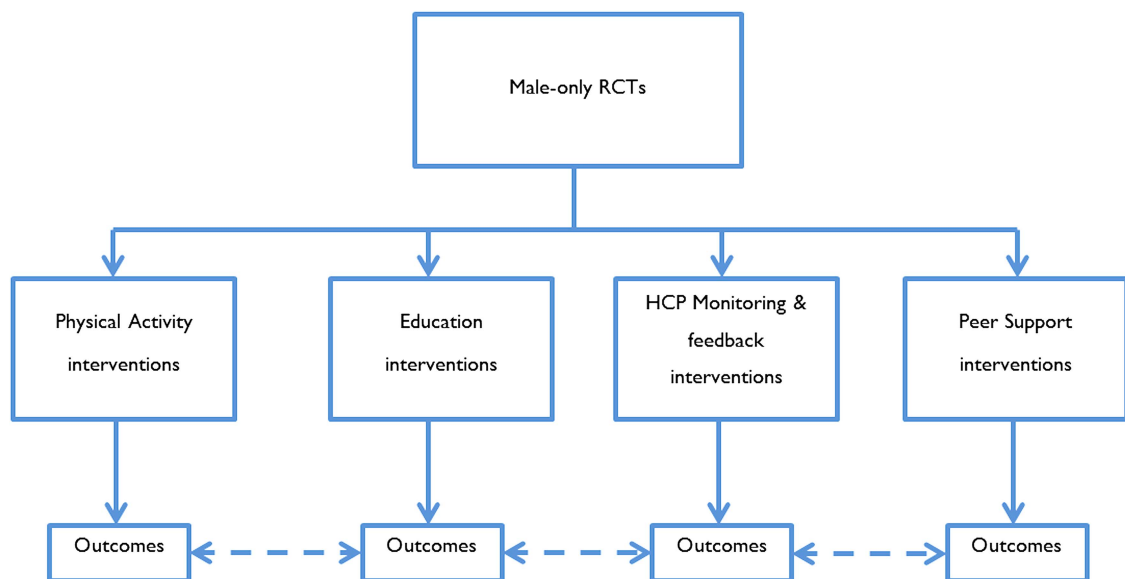 Male-only RCTs
Physical Activity
interventions
Education
interventions
HCP Monitoring &
feedback
interventions
Peer Support
interventions
Outcomes
Outcomes
Outcomes
Outcomes